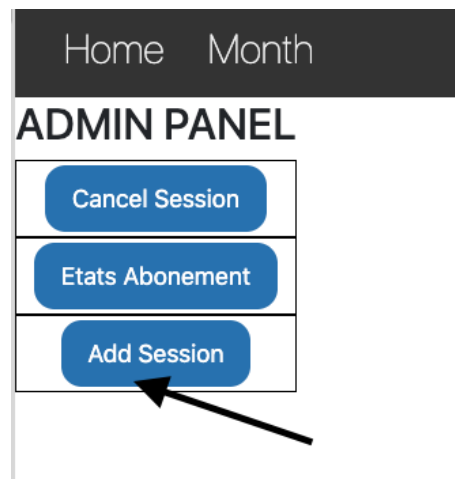 Home Month
ADMIN PANEL
Cancel Session
Etats Abonement
Add Session